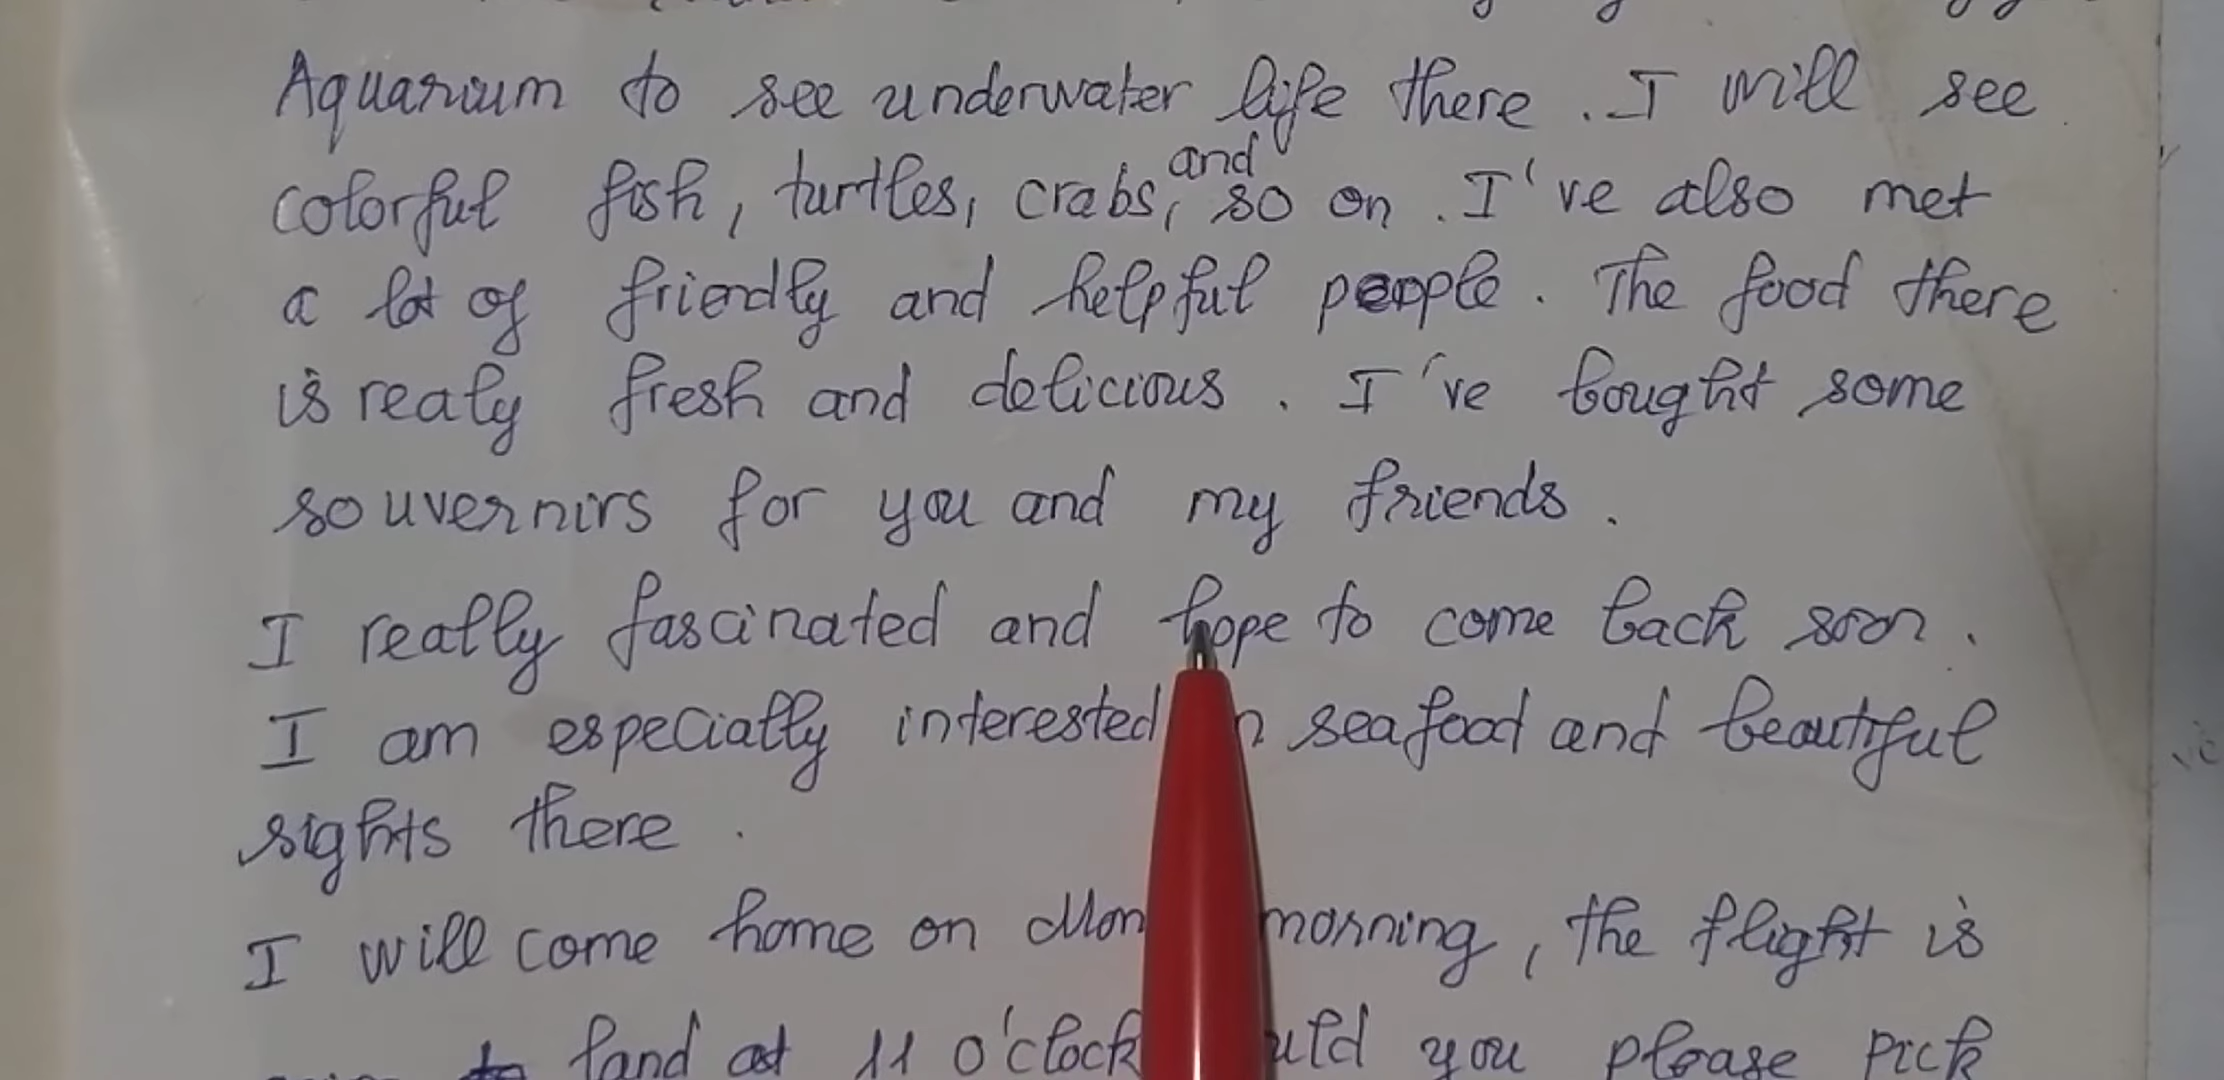 Aquarium to see underwater life there. I will see
colorful fish, turtles, crabs, and so on. I've also met
a lot of friendly and helpful people. The food there
is realy fresh and delicious. I've bought some
souvernirs for you and my friends.
I really fascinated and hope to come back soon.
I am especially interested seafood and beautiful
sights there.
I will come home on morning, the flight is
to land at 11 o'clock you please pick